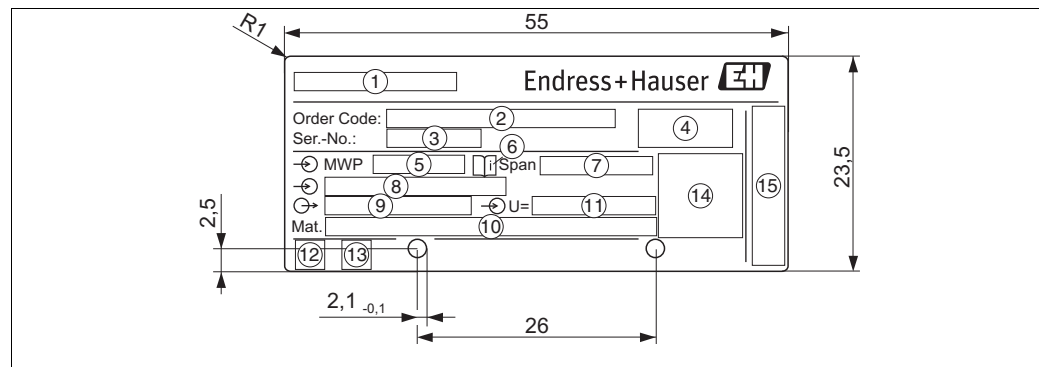 R1
55
1
Endress+Hauser EH
Order Code: 2
4
Ser.-No.: 3
6
MWP 5 i Span 7
8
14
15
9 U= 11
Mat. 10
12 13
2,5
23,5
2,1 -0,1
26